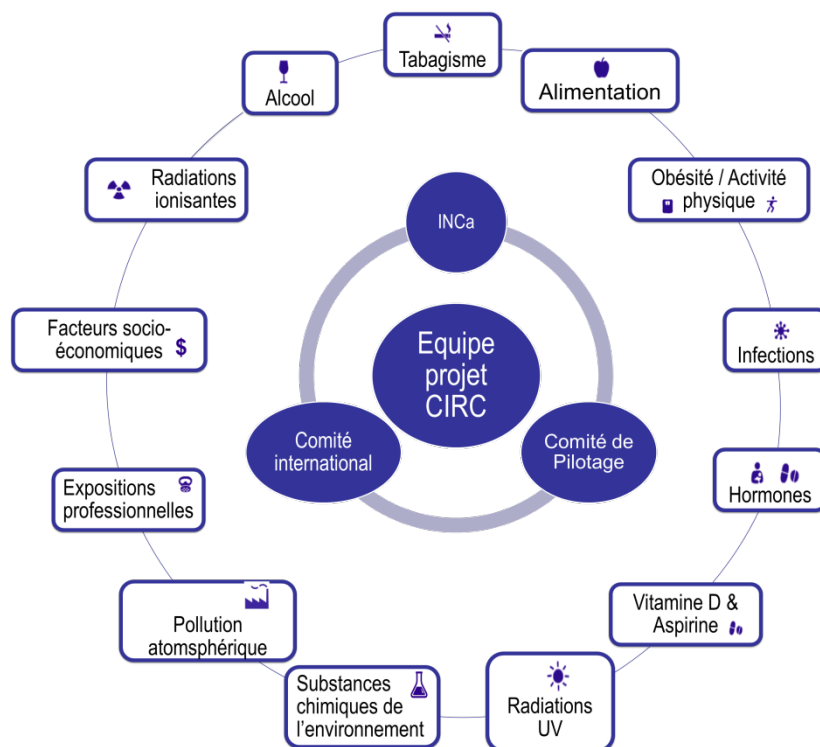 Tabagisme
Alimentation
Obésité / Activité
physique
Infections
Hormones
Vitamine D &
Aspirine
Radiations
UV
Substances
chimiques de
l'environnement
Pollution
atomsphérique
Expositions
professionnelles
Facteurs socio-
économiques $
Radiations
ionisantes
Alcool
INCa
Equipe
projet
CIRC
Comité
international
Comité de
Pilotage